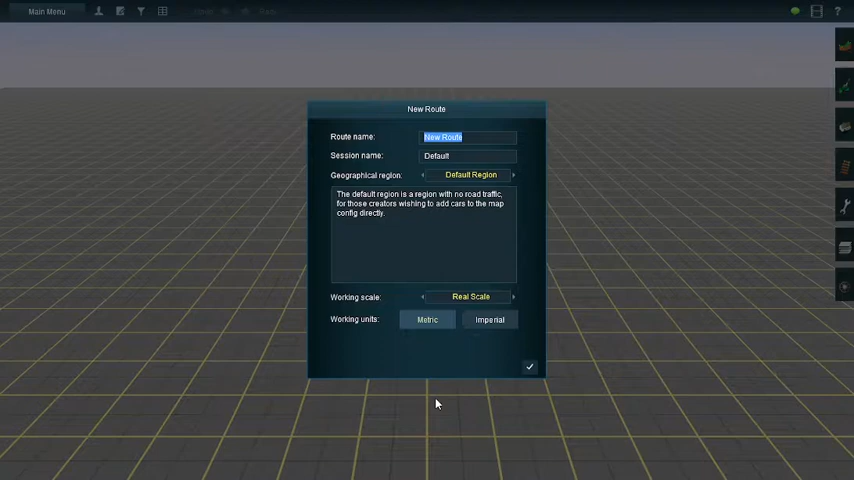 Main Menu
?
New Route
Route name: New Route
Session name: Default
Geographical region: Default Region
The default region is a region with no road traffic,
for those creators wishing to add cars to the map
config directly.
Working scale: Real Scale
Working units: Metric Imperial